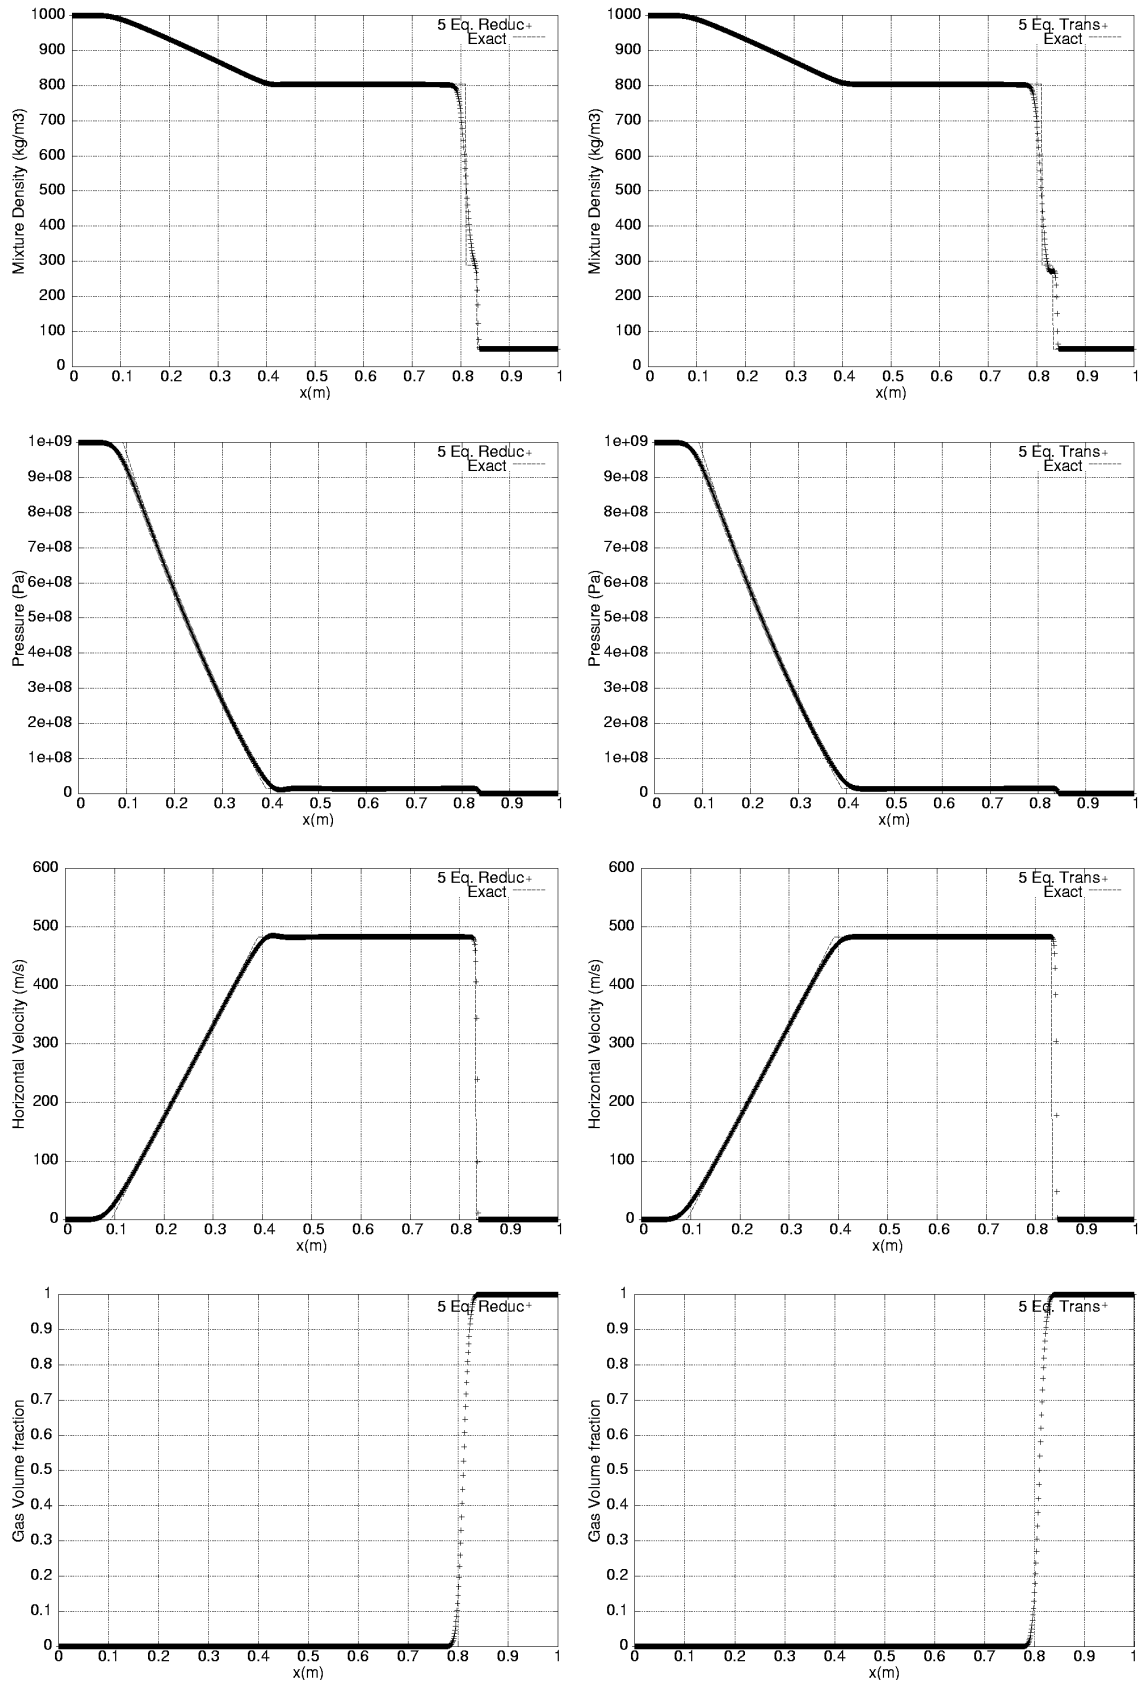 1000
900
800
700
600
500
400
300
200
100
0
Mixture Density (kg/m3)
5 Eq. Reduc
Exact
0 0.1 0.2 0.3 0.4 0.5 0.6 0.7 0.8 0.9 1
x(m)
1000
900
800
700
600
500
400
300
200
100
0
Mixture Density (kg/m3)
5 Eq. Trans
Exact
0 0.1 0.2 0.3 0.4 0.5 0.6 0.7 0.8 0.9 1
x(m)
1e+09
9e+08
8e+08
7e+08
6e+08
5e+08
4e+08
3e+08
2e+08
1e+08
0
Pressure (Pa)
5 Eq. Reduc
Exact
0 0.1 0.2 0.3 0.4 0.5 0.6 0.7 0.8 0.9 1
x(m)
1e+09
9e+08
8e+08
7e+08
6e+08
5e+08
4e+08
3e+08
2e+08
1e+08
0
Pressure (Pa)
5 Eq. Trans
Exact
0 0.1 0.2 0.3 0.4 0.5 0.6 0.7 0.8 0.9 1
x(m)
600
500
400
300
200
100
0
Horizontal Velocity (m/s)
5 Eq. Reduc
Exact
0 0.1 0.2 0.3 0.4 0.5 0.6 0.7 0.8 0.9 1
x(m)
600
500
400
300
200
100
0
Horizontal Velocity (m/s)
5 Eq. Trans
Exact
0 0.1 0.2 0.3 0.4 0.5 0.6 0.7 0.8 0.9 1
x(m)
1
0.9
0.8
0.7
0.6
0.5
0.4
0.3
0.2
0.1
0
Gas Volume fraction
5 Eq. Reduc
0 0.1 0.2 0.3 0.4 0.5 0.6 0.7 0.8 0.9 1
x(m)
1
0.9
0.8
0.7
0.6
0.5
0.4
0.3
0.2
0.1
0
Gas Volume fraction
5 Eq. Trans
0 0.1 0.2 0.3 0.4 0.5 0.6 0.7 0.8 0.9 1
x(m)